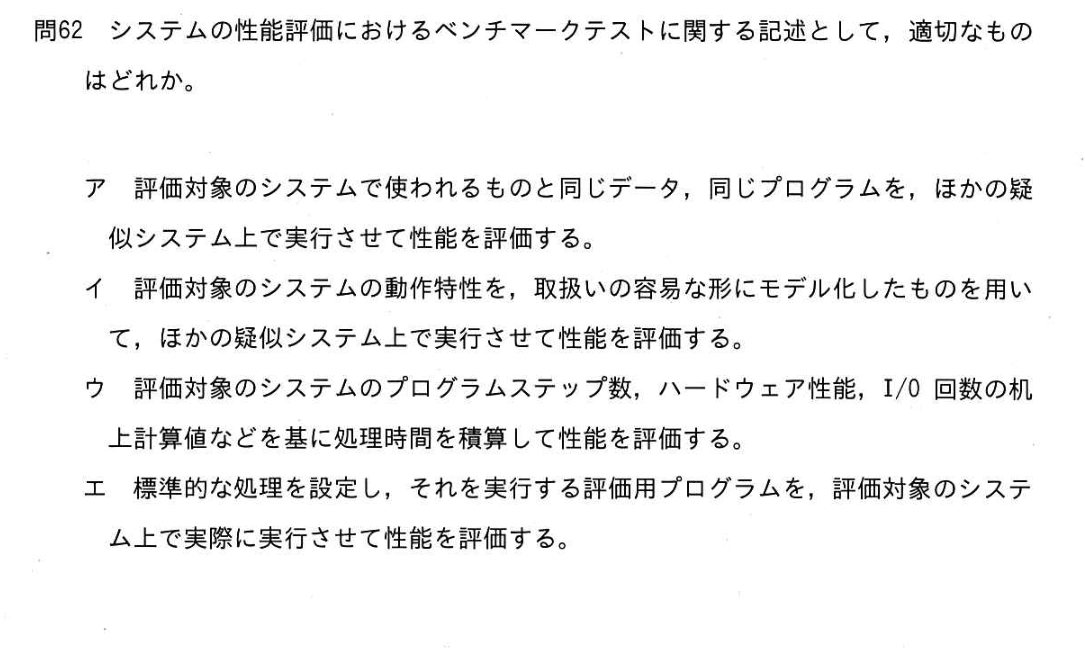 問62　システムの性能評価におけるベンチマークテストに関する記述として，適切なもの
はどれか。
ア　評価対象のシステムで使われるものと同じデータ，同じプログラムを，ほかの疑
似システム上で実行させて性能を評価する。
イ　評価対象のシステムの動作特性を，取扱いの容易な形にモデル化したものを用い
て，ほかの疑似システム上で実行させて性能を評価する。
ウ　評価対象のシステムのプログラムステップ数，ハードウェア性能，I/O 回数の机
上計算値などを基に処理時間を積算して性能を評価する。
エ　標準的な処理を設定し，それを実行する評価用プログラムを，評価対象のシステ
ム上で実際に実行させて性能を評価する。